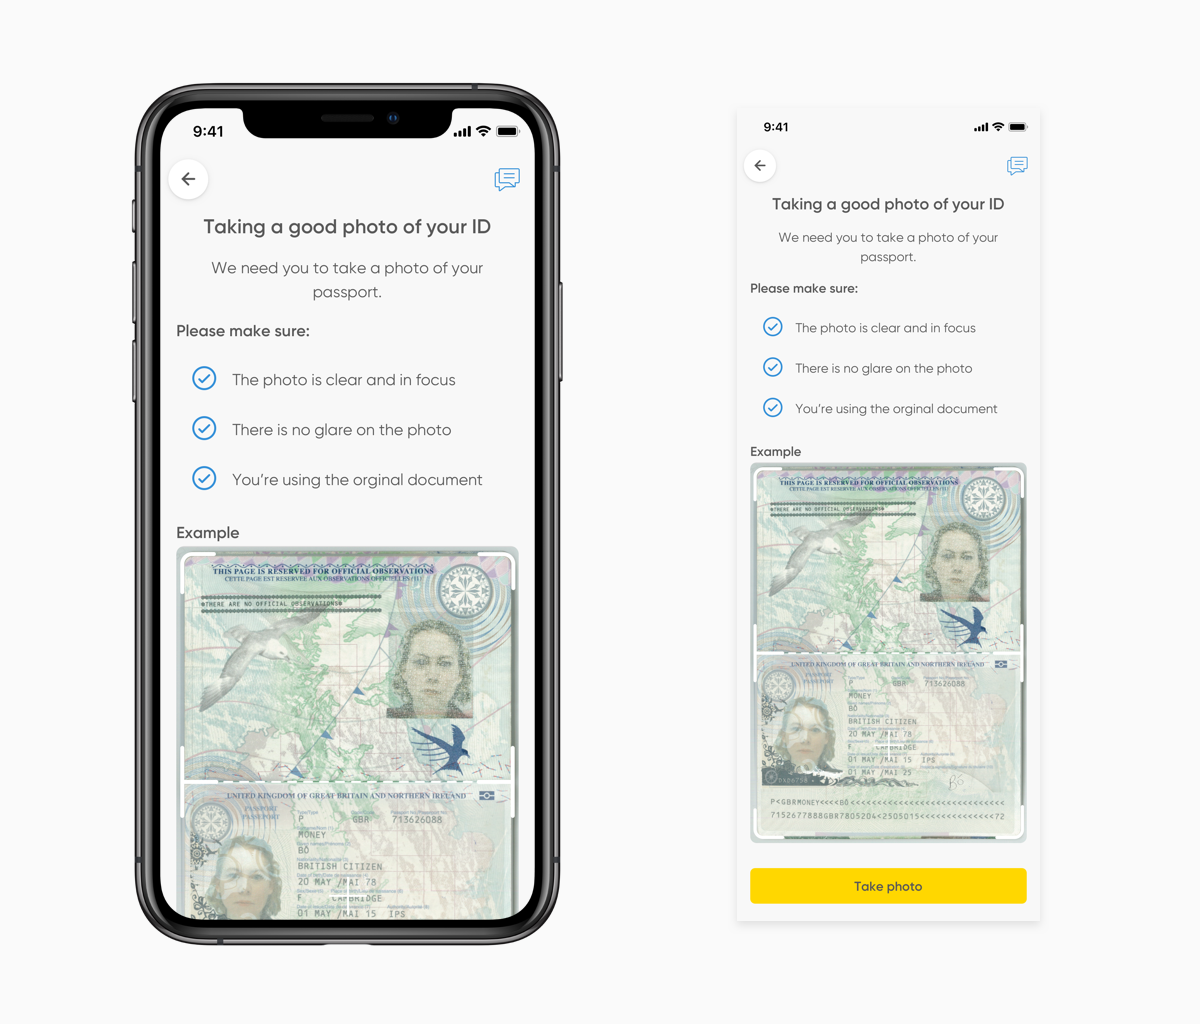 9:41
Taking a good photo of your ID
We need you to take a photo of your
passport.
Please make sure:
The photo is clear and in focus
There is no glare on the photo
You're using the orginal document
Example
THIS PAGE IS RESERVED FOR OFFICIAL OBSERVATIONS
CETTE PAGE EST RESERVEE AUX OBSERVATIONS OFFICIELLES (11)
*THERE ARE NO OFFICIAL OBSERVATIONS*
UNITED KINGDOM OF GREAT BRITAIN AND NORTHERN IRELAND
PASSPORT
PASSEPORT
P GBR 713626088
MONEY
BÖ
BRITISH CITIZEN
20 MAY /MAI 78
F CAMBRIDGE
01 MAY /MAI 15 IPS
9:41
Taking a good photo of your ID
We need you to take a photo of your
passport.
Please make sure:
The photo is clear and in focus
There is no glare on the photo
You're using the orginal document
Example
THIS PAGE IS RESERVED FOR OFFICIAL OBSERVATIONS
CETTE PAGE EST RESERVEE AUX OBSERVATIONS OFFICIELLES (11)
*THERE ARE NO OFFICIAL OBSERVATIONS*
UNITED KINGDOM OF GREAT BRITAIN AND NORTHERN IRELAND
PASSPORT
PASSEPORT
P GBR 713626088
MONEY
BÖ
BRITISH CITIZEN
20 MAY /MAI 78
F CAMBRIDGE
01 MAY /MAI 15 IPS
01 MAY /MAI 25
BÖ
P<GBRMONEY<<<<BÖ<<<<<<<<<<<<<<<<<<<<<<<
7152677888GBR7805204<2505015<<<<<<<<<<<<<<72
Take photo